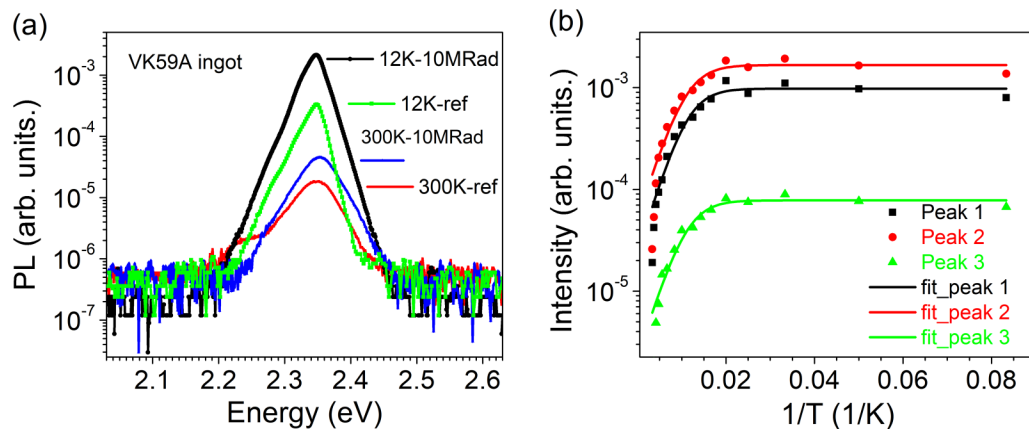 (a)
VK59A ingot
12K-10MRad
12K-ref
300K-10MRad
300K-ref
PL (arb. units.)
10⁻³
10⁻⁴
10⁻⁵
10⁻⁶
10⁻⁷
2.1 2.2 2.3 2.4 2.5 2.6
Energy (eV)
(b)
Intensity (arb. units.)
10⁻³
10⁻⁴
10⁻⁵
Peak 1
Peak 2
Peak 3
fit_peak 1
fit_peak 2
fit_peak 3
0.02 0.04 0.06 0.08
1/T (1/K)